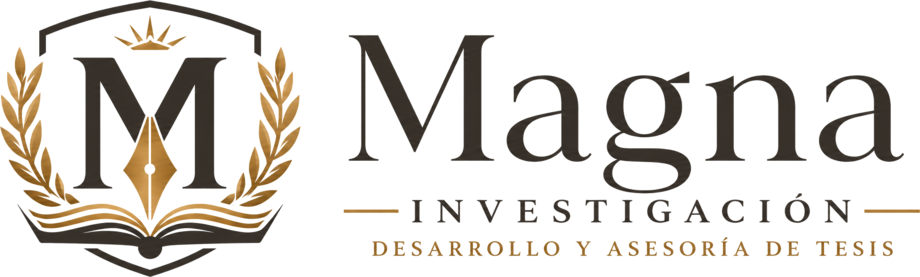 M
Magna
INVESTIGACIÓN
DESARROLLO Y ASESORÍA DE TESIS